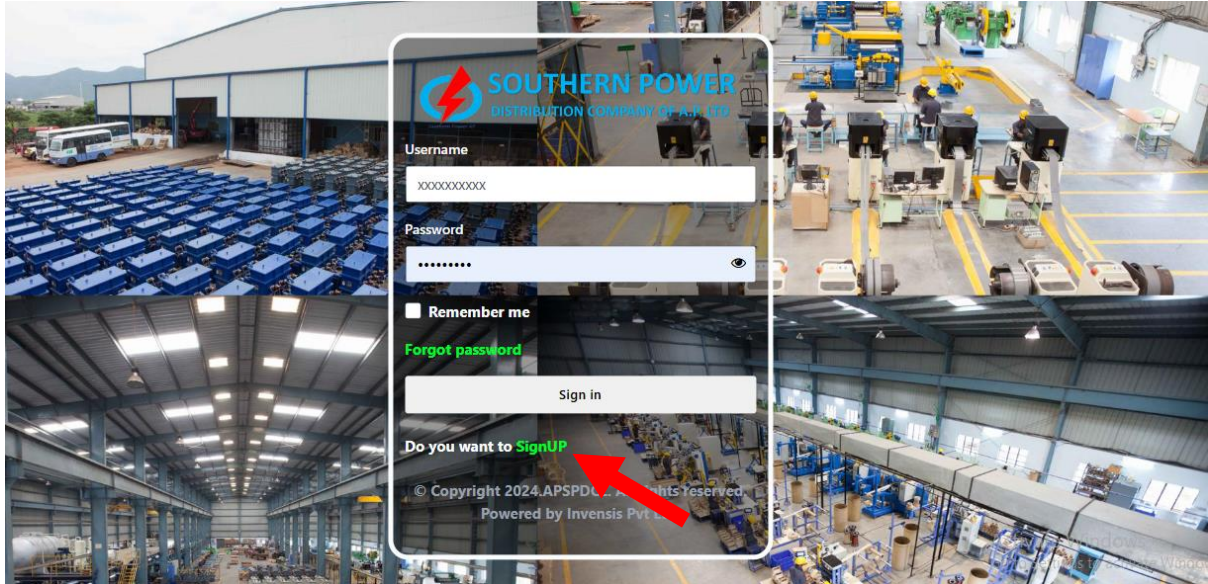 SOUTHERN POWER
DISTRIBUTION COMPANY OF A.P. LTD
Username
xxxxxxxxxx
Password
•••••••••
Remember me
Forgot password
Sign in
Do you want to SignUP
© Copyright 2024.APSPDCL reserved.
Powered by Invensis Pvt